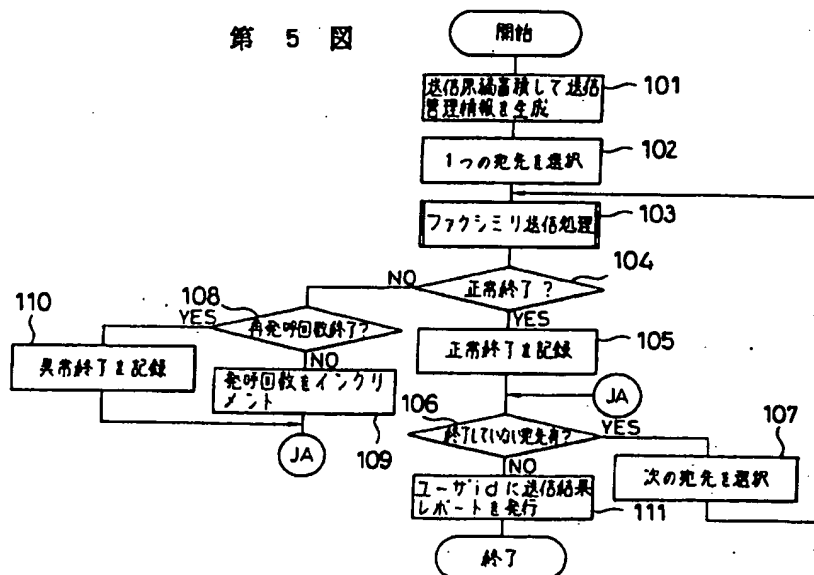 第 5 図
開始
送信原稿蓄積して送信
管理情報を生成
101
1つの宛先を選択
102
ファクシミリ送信処理
103
正常終了?
104
NO
YES
正常終了を記録
105
108
再発呼回数終了?
YES
NO
110
異常終了を記録
発呼回数をインクリ
メント
109
JA
JA
106
終了していない宛先有?
YES
NO
107
次の宛先を選択
ユーザidに送信結果
レポートを発行
111
終了